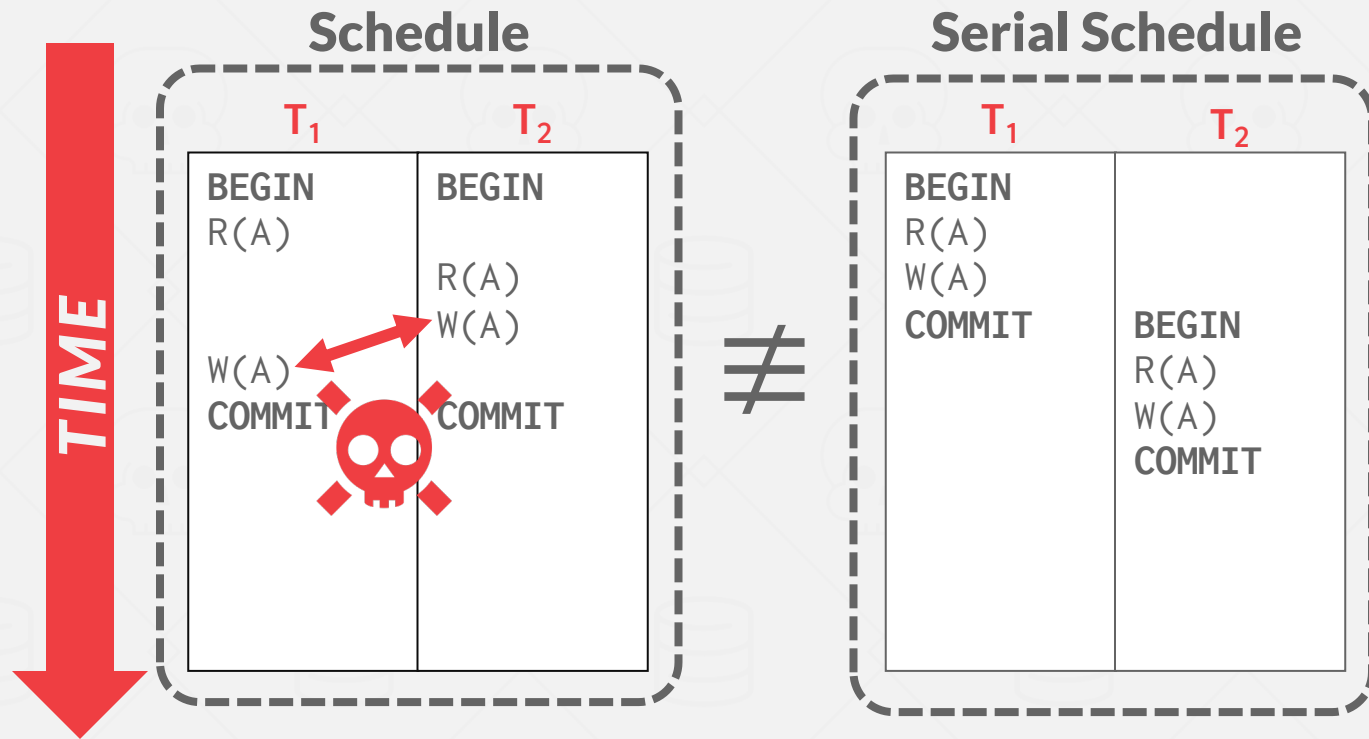 Schedule
T₁ T₂
BEGIN BEGIN
R(A)
R(A)
W(A)
W(A)
COMMIT COMMIT
TIME
≢
Serial Schedule
T₁ T₂
BEGIN
R(A)
W(A)
COMMIT BEGIN
R(A)
W(A)
COMMIT